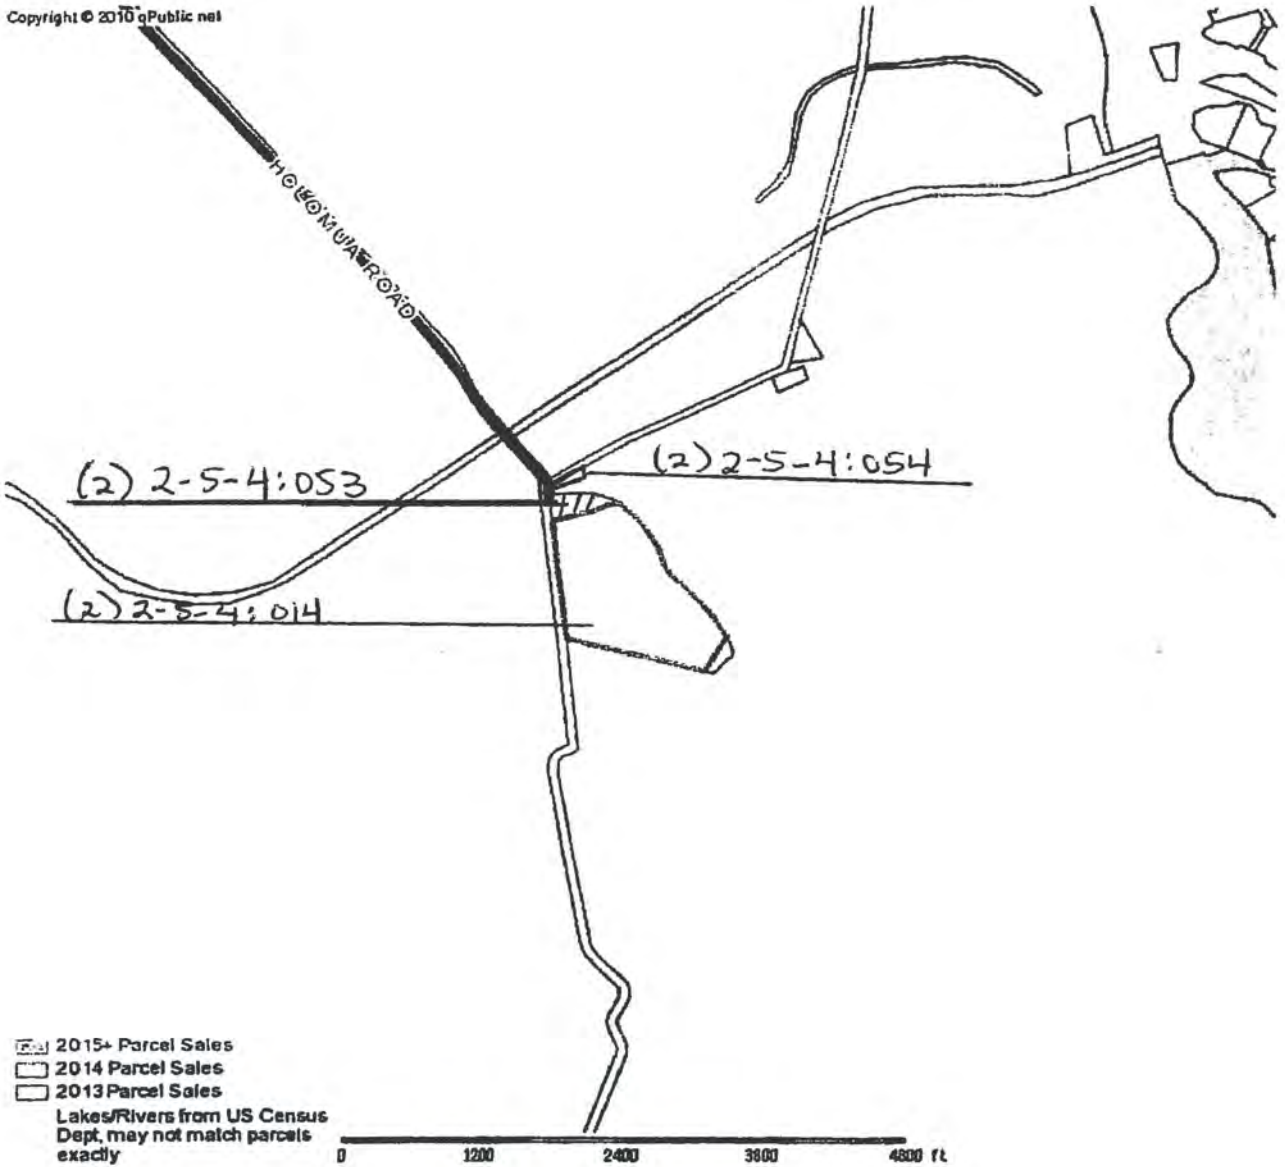 Copyright © 2010 qPublic net
HOLOMUA ROAD
(2) 2-5-4:053
(2) 2-5-4:054
(2) 2-5-4:014
2015+ Parcel Sales
2014 Parcel Sales
2013 Parcel Sales
Lakes/Rivers from US Census
Dept, may not match parcels
exactly
0 1200 2400 3800 4800 ft